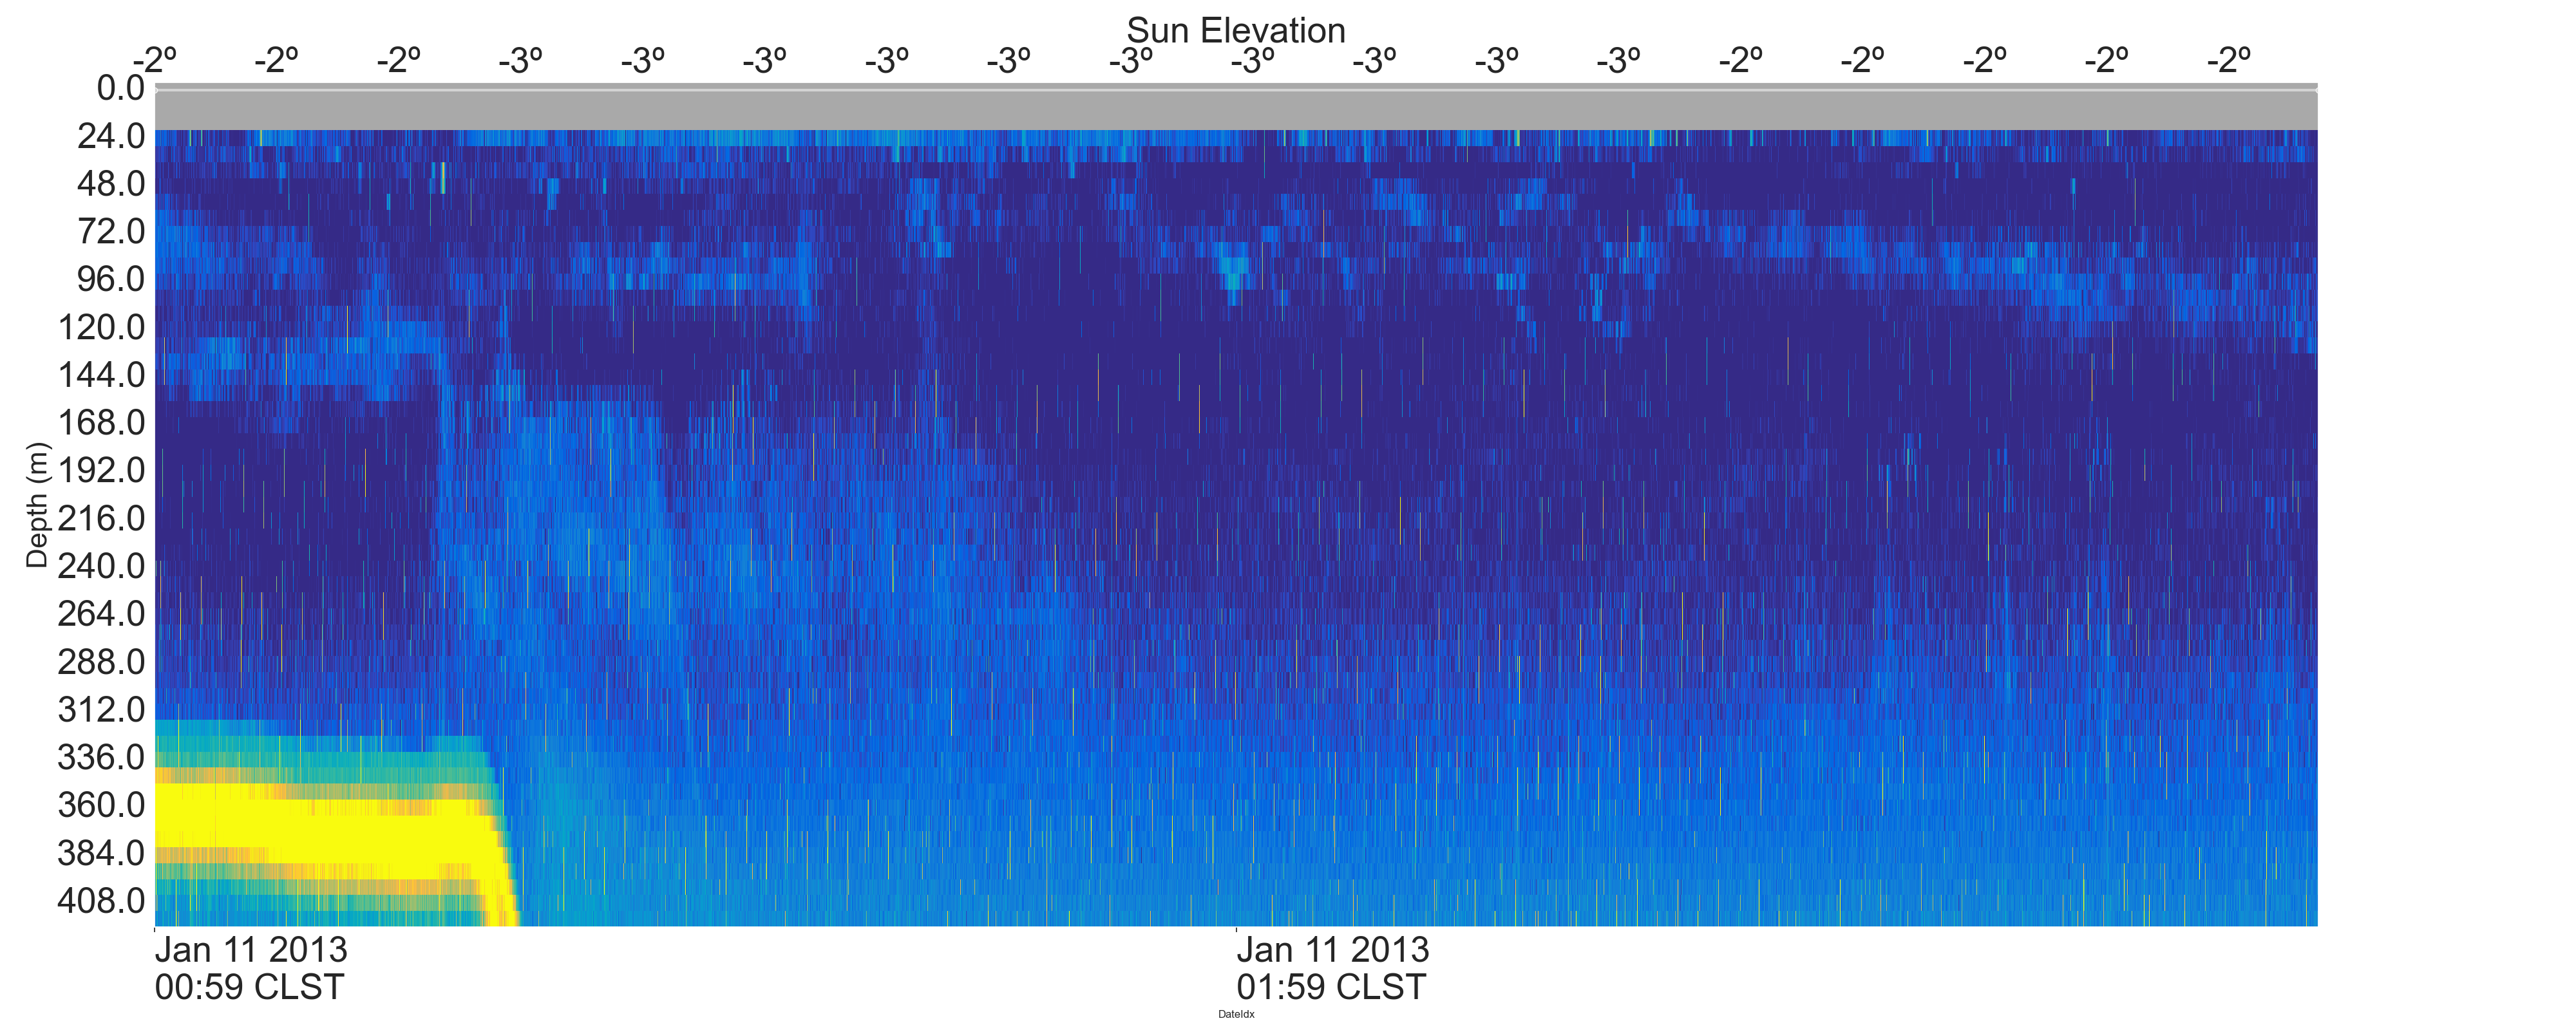 Sun Elevation
-2º -2º -2º -3º -3º -3º -3º -3º -3º -3º -3º -3º -3º -2º -2º -2º -2º -2º
0.0
24.0
48.0
72.0
96.0
120.0
144.0
168.0
192.0
216.0
240.0
264.0
288.0
312.0
336.0
360.0
384.0
408.0
Depth (m)
Jan 11 2013
00:59 CLST
Jan 11 2013
01:59 CLST
DateIdx